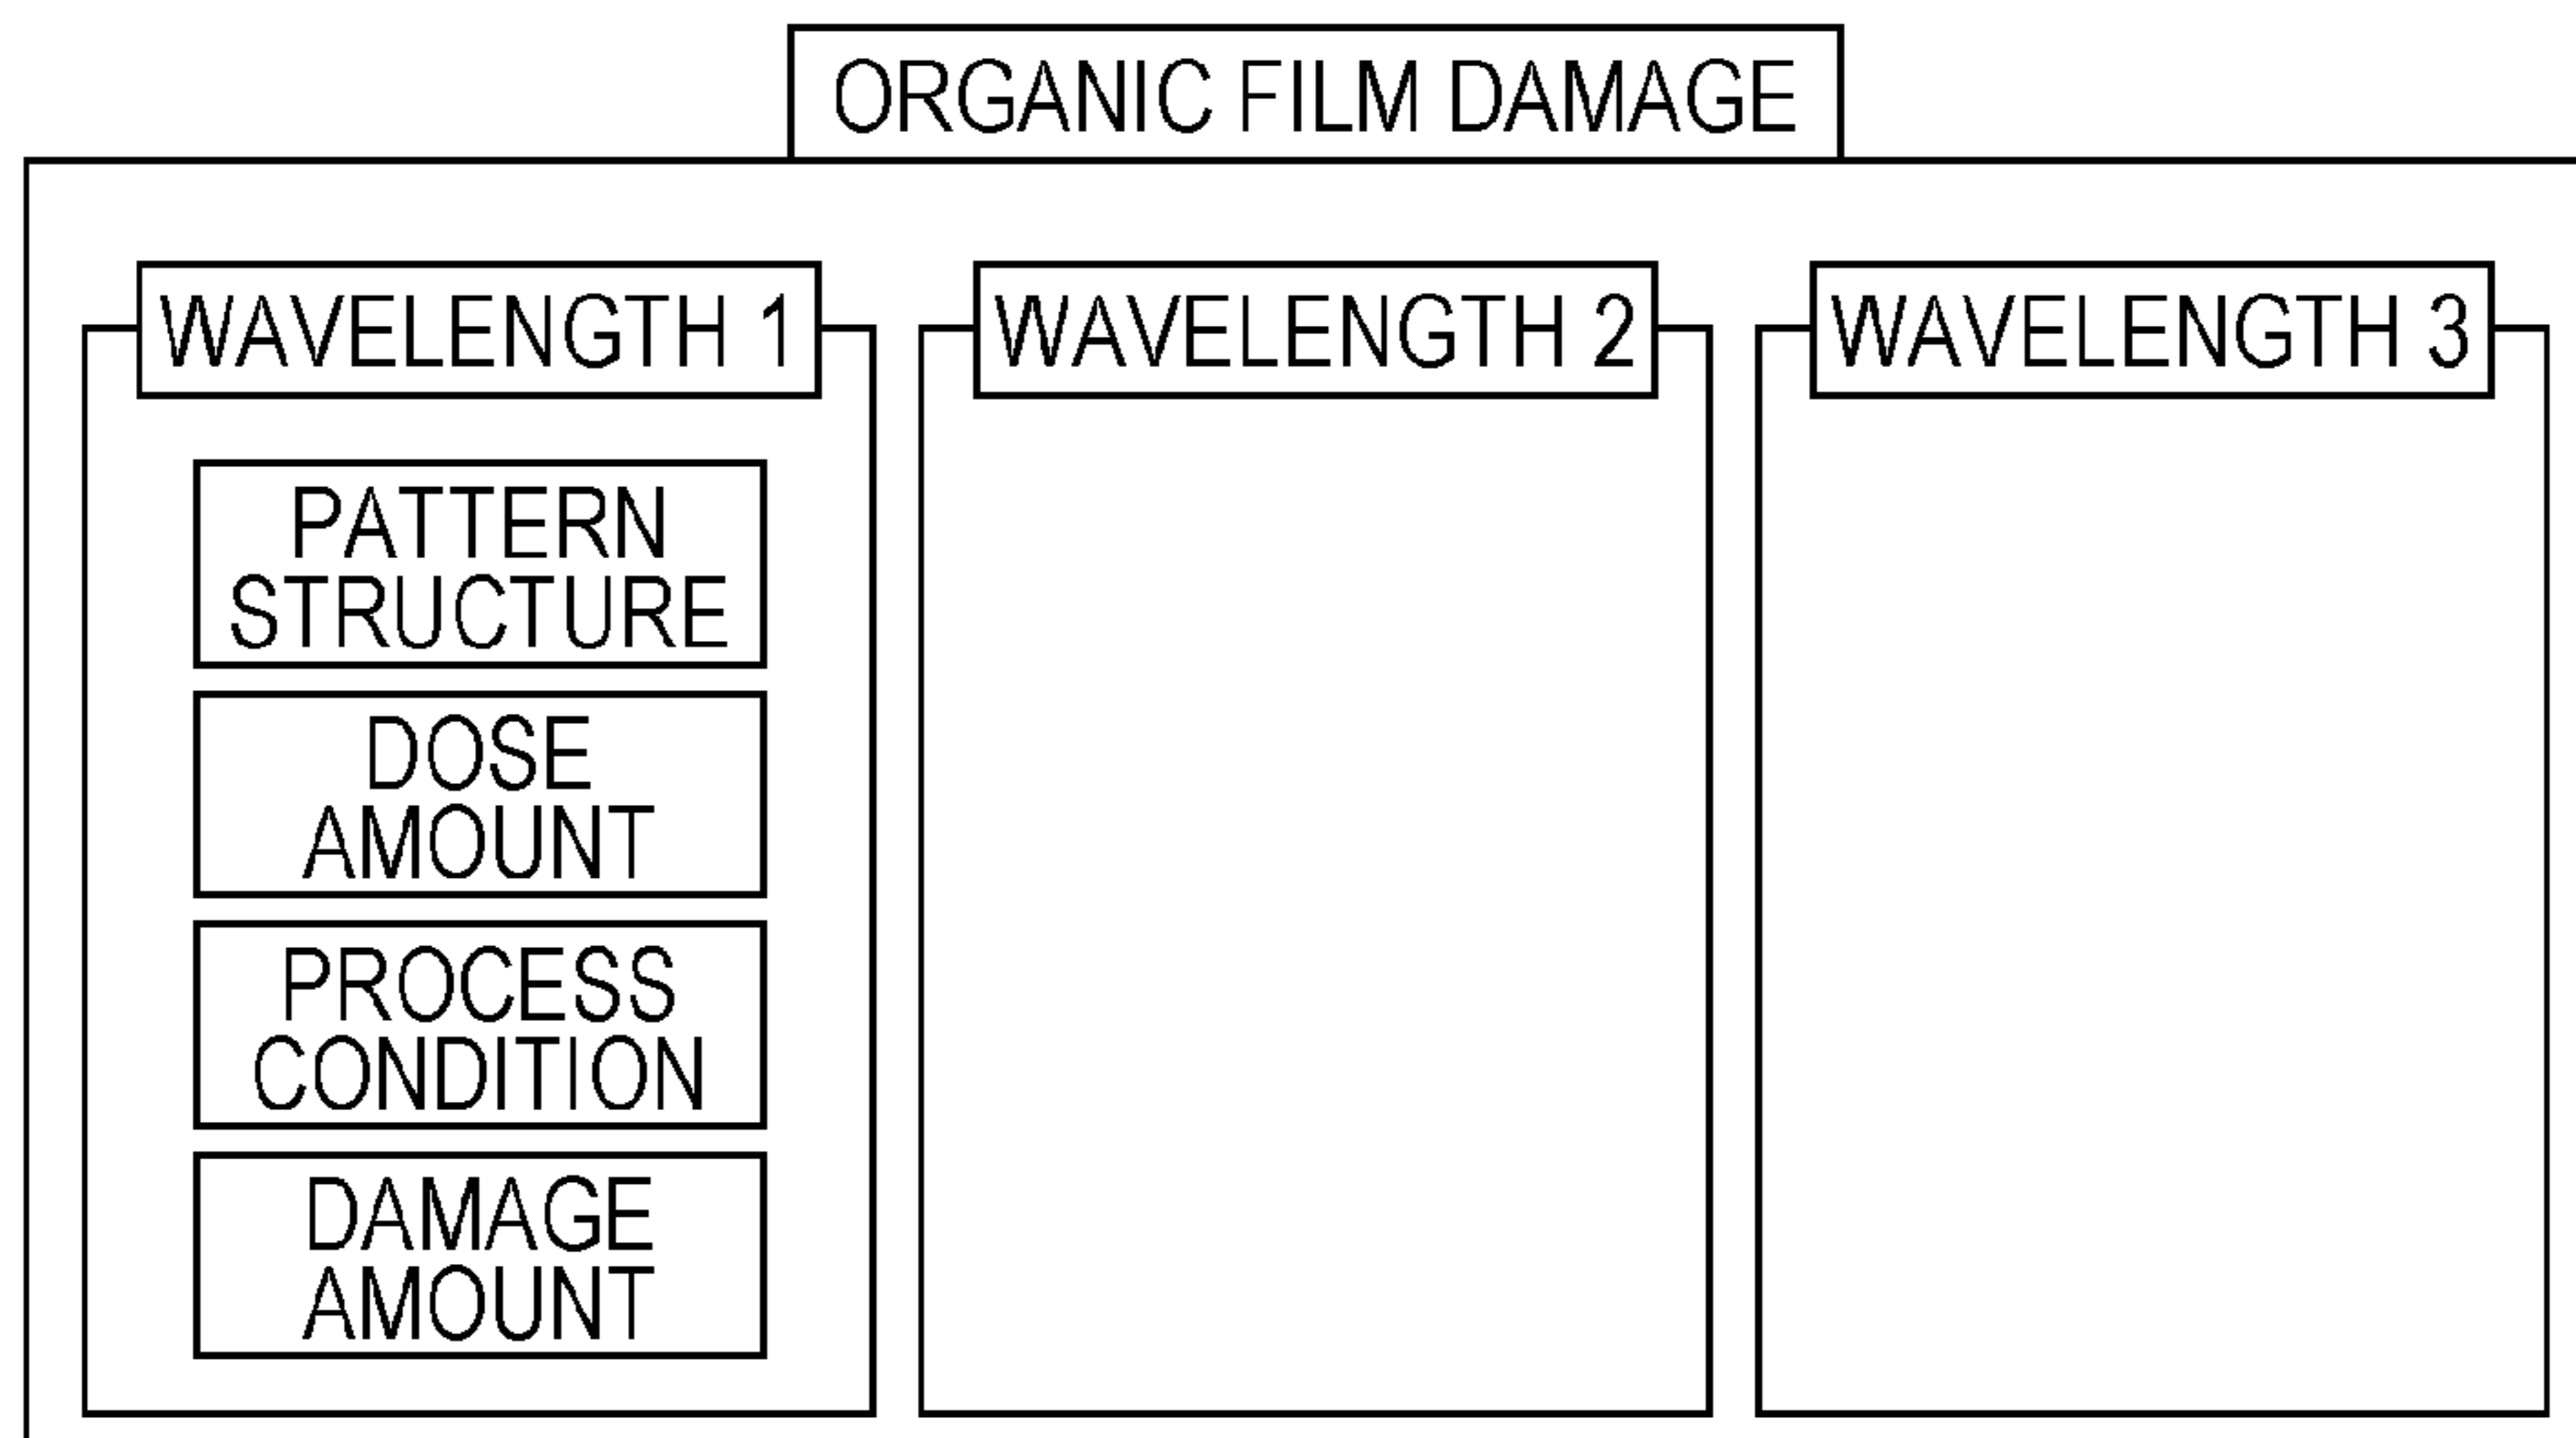 ORGANIC FILM DAMAGE
WAVELENGTH 1
WAVELENGTH 2
WAVELENGTH 3
PATTERN
STRUCTURE
DOSE
AMOUNT
PROCESS
CONDITION
DAMAGE
AMOUNT